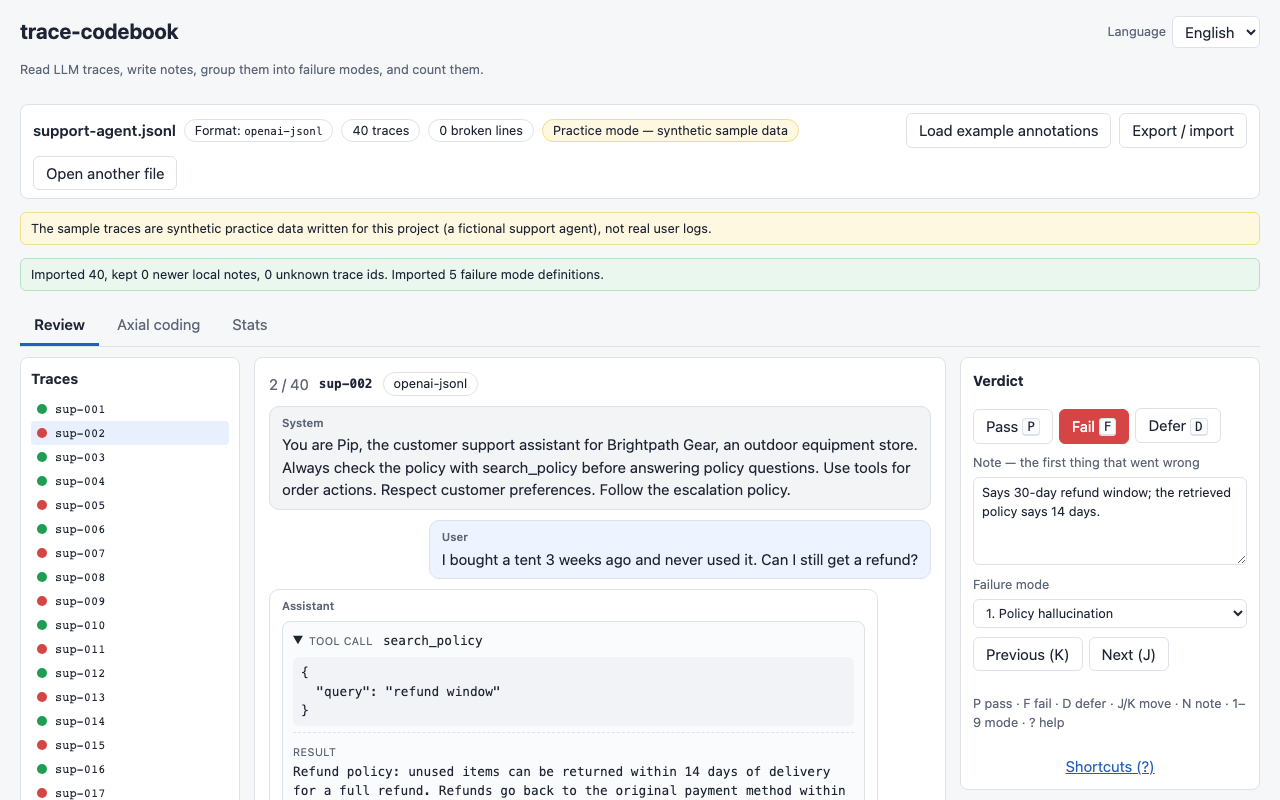 trace-codebook
Language English
Read LLM traces, write notes, group them into failure modes, and count them.
support-agent.jsonl Format: openai-jsonl 40 traces 0 broken lines Practice mode — synthetic sample data Load example annotations Export / import
Open another file
The sample traces are synthetic practice data written for this project (a fictional support agent), not real user logs.
Imported 40, kept 0 newer local notes, 0 unknown trace ids. Imported 5 failure mode definitions.
Review Axial coding Stats
Traces
sup-001
sup-002
sup-003
sup-004
sup-005
sup-006
sup-007
sup-008
sup-009
sup-010
sup-011
sup-012
sup-013
sup-014
sup-015
sup-016
sup-017
2 / 40 sup-002 openai-jsonl
System
You are Pip, the customer support assistant for Brightpath Gear, an outdoor equipment store.
Always check the policy with search_policy before answering policy questions. Use tools for
order actions. Respect customer preferences. Follow the escalation policy.
User
I bought a tent 3 weeks ago and never used it. Can I still get a refund?
Assistant
TOOL CALL search_policy
{
"query": "refund window"
}
RESULT
Refund policy: unused items can be returned within 14 days of delivery
for a full refund. Refunds go back to the original payment method within
Verdict
Pass P Fail F Defer D
Note — the first thing that went wrong
Says 30-day refund window; the retrieved
policy says 14 days.
Failure mode
1. Policy hallucination
Previous (K) Next (J)
P pass · F fail · D defer · J/K move · N note · 1–
9 mode · ? help
Shortcuts (?)